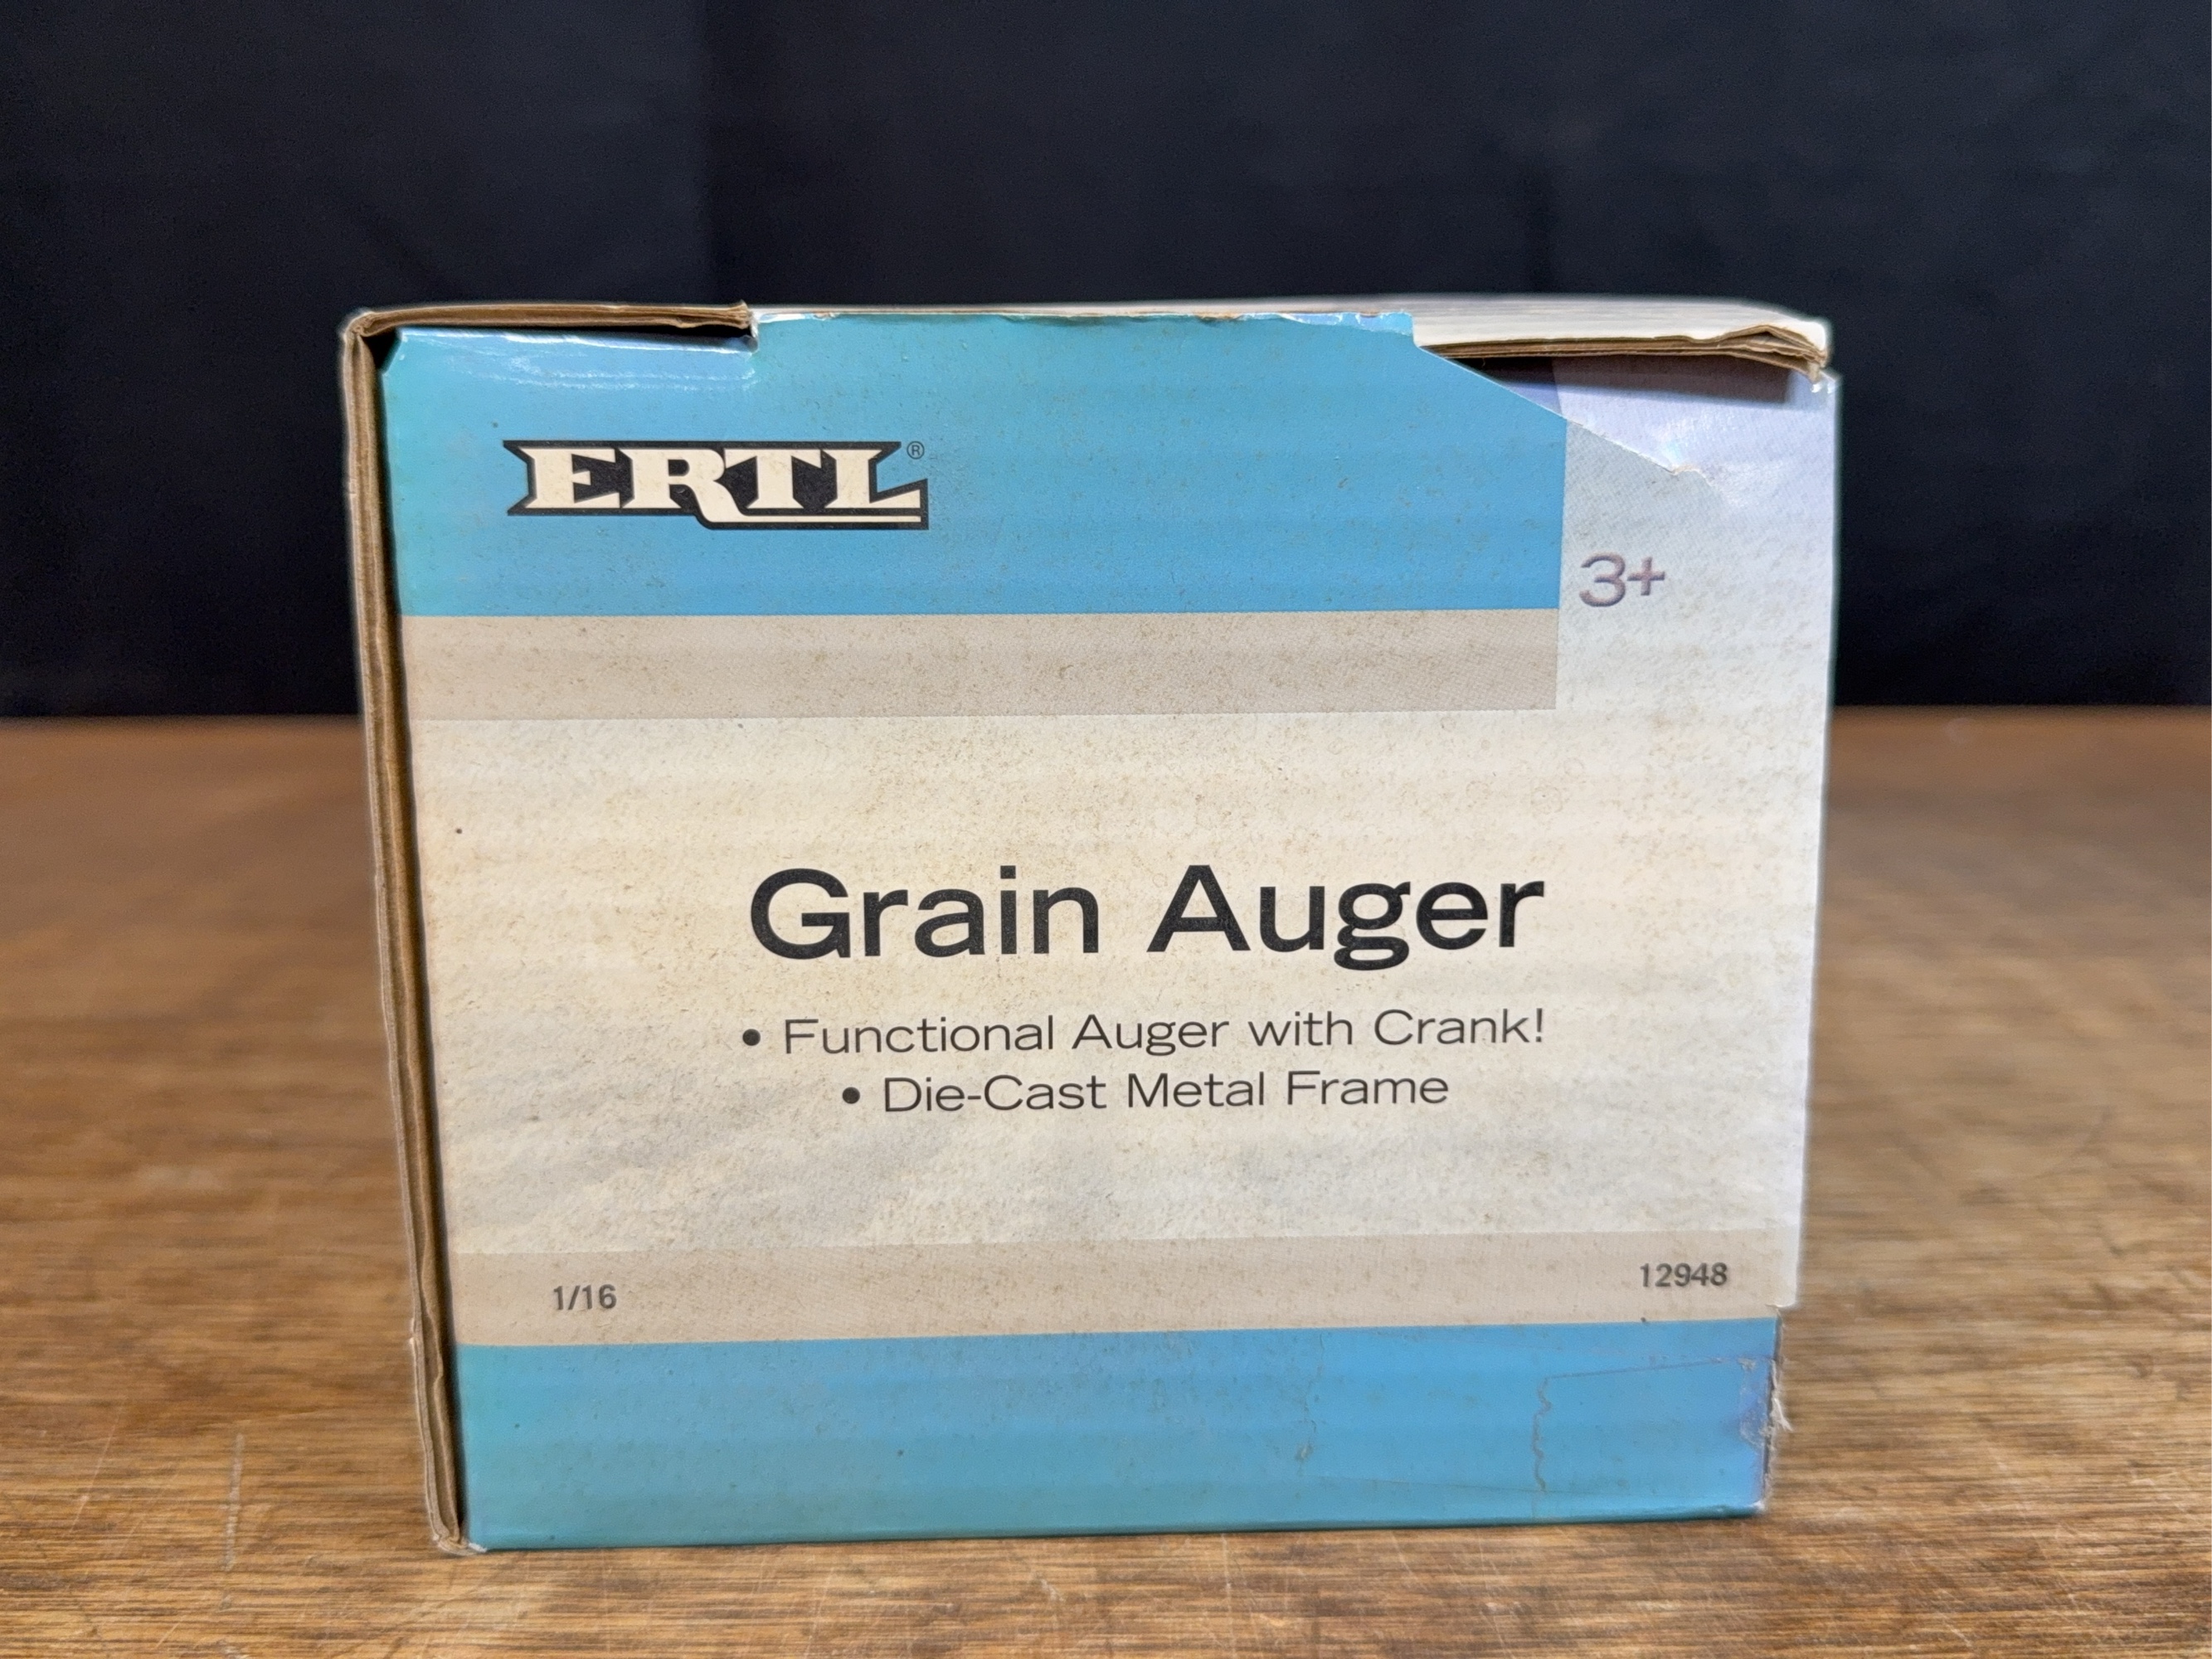 ERTL®
3+
Grain Auger
• Functional Auger with Crank!
• Die-Cast Metal Frame
1/16
12948